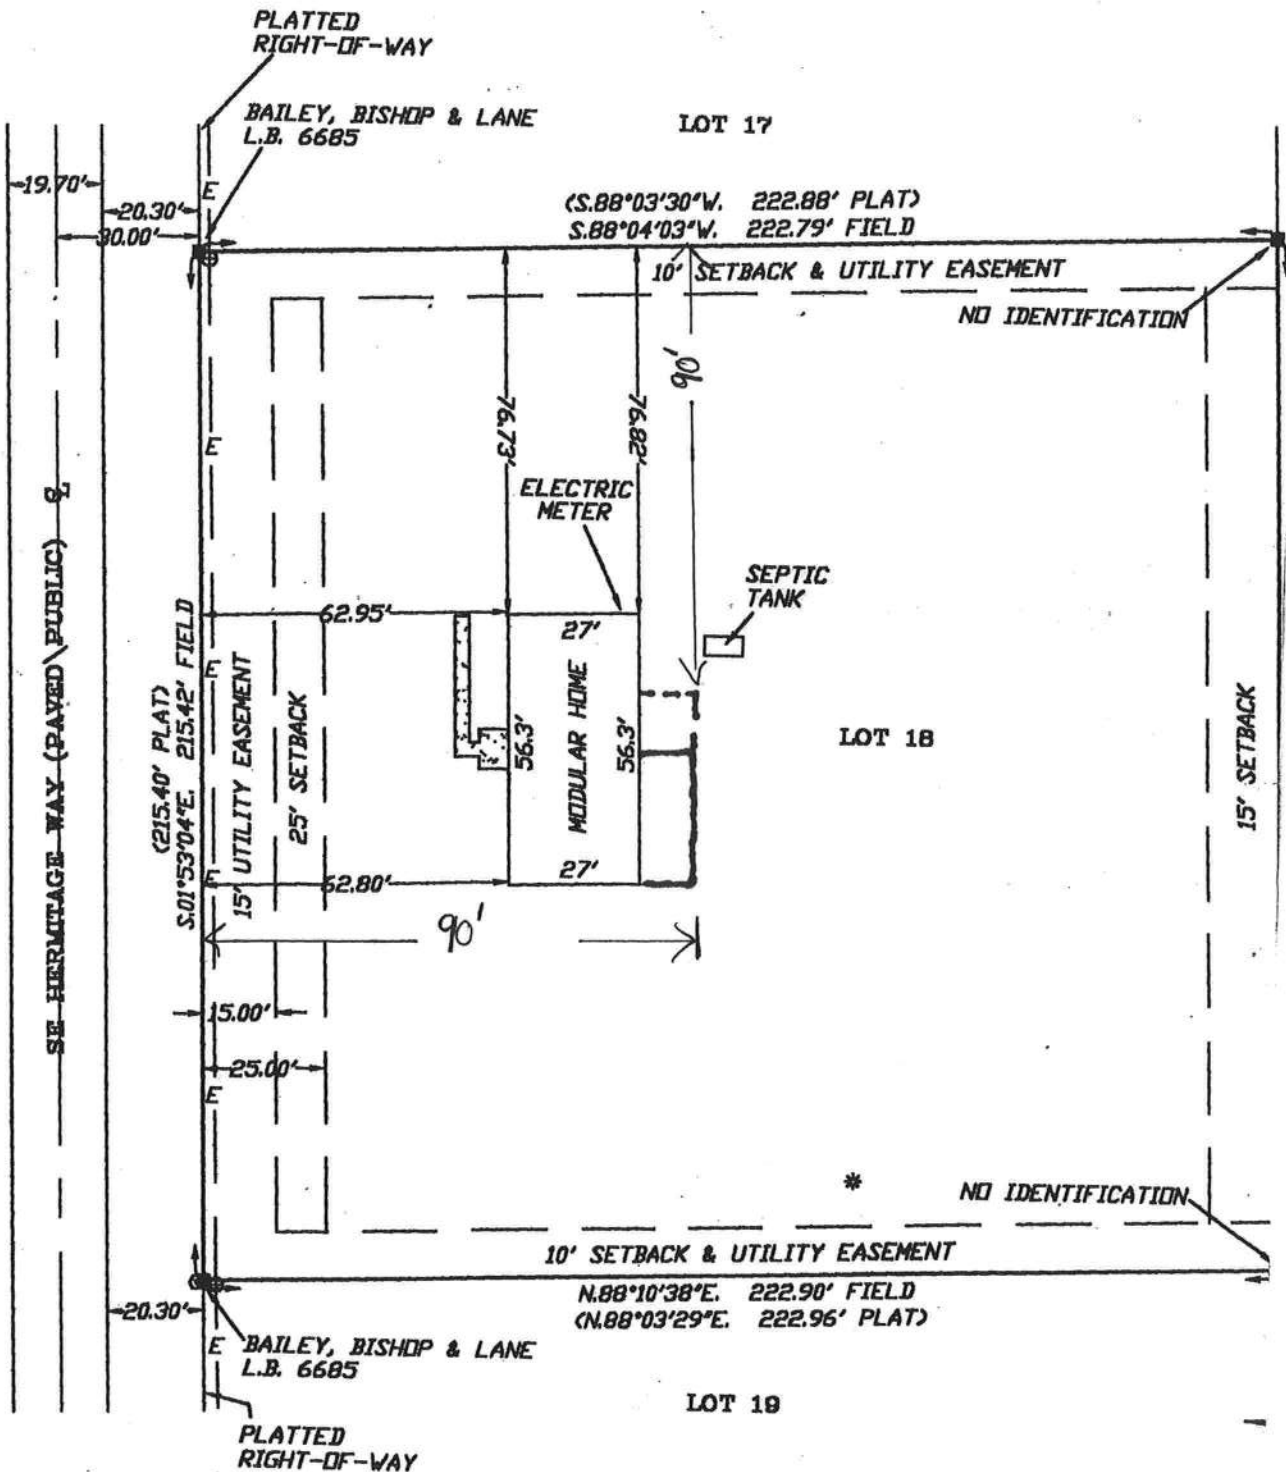 PLATTED
RIGHT-OF-WAY
BAILEY, BISHOP & LANE
L.B. 6685
LOT 17
19.70'
20.30'
30.00'
E
(S.88°03'30"W. 222.88' PLAT)
S.88°04'03"W. 222.79' FIELD
10' SETBACK & UTILITY EASEMENT
NO IDENTIFICATION
E
90'
76.73'
76.82'
ELECTRIC
METER
SEPTIC
TANK
SE HERMITAGE WAY (PAVED\PUBLIC) CL
(215.40' PLAT)
S.01°53'04"E. 215.42' FIELD
E
15' UTILITY EASEMENT
25' SETBACK
62.95'
27'
56.3'
MODULAR HOME
56.3'
LOT 18
15' SETBACK
E
62.80'
27'
90'
15.00'
25.00'
E
*
NO IDENTIFICATION
10' SETBACK & UTILITY EASEMENT
N.88°10'38"E. 222.90' FIELD
(N.88°03'29"E. 222.96' PLAT)
20.30'
E
BAILEY, BISHOP & LANE
L.B. 6685
LOT 19
PLATTED
RIGHT-OF-WAY